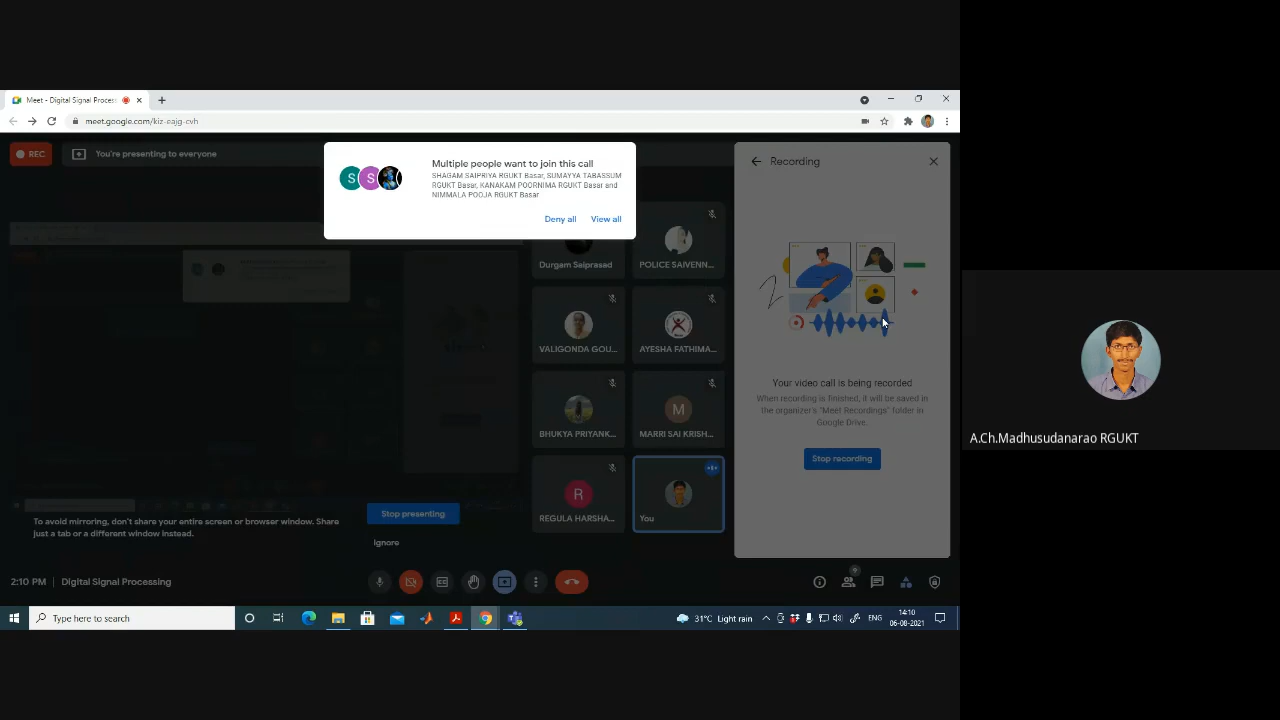 Meet - Digital Signal Process
meet.google.com/kiz-eajg-cvh
REC
You're presenting to everyone
Multiple people want to join this call
SHAGAM SAIPRIYA RGUKT Basar, SUMAYYA TABASSUM
RGUKT Basar, KANAKAM POORNIMA RGUKT Basar and
NIMMALA POOJA RGUKT Basar
Deny all View all
S S
Recording
Durgam Saiprasad
POLICE SAIVENN...
VALIGONDA GOU...
AYESHA FATHIMA...
BHUKYA PRIYANK...
M
MARRI SAI KRISH...
R
REGULA HARSHA...
You
Your video call is being recorded
When recording is finished, it will be saved in
the organizer's "Meet Recordings" folder in
Google Drive.
Stop recording
To avoid mirroring, don't share your entire screen or browser window. Share
just a tab or a different window instead.
Stop presenting
Ignore
2:10 PM | Digital Signal Processing
Type here to search
31°C Light rain
ENG
14:10
06-08-2021
A.Ch.Madhusudanarao RGUKT